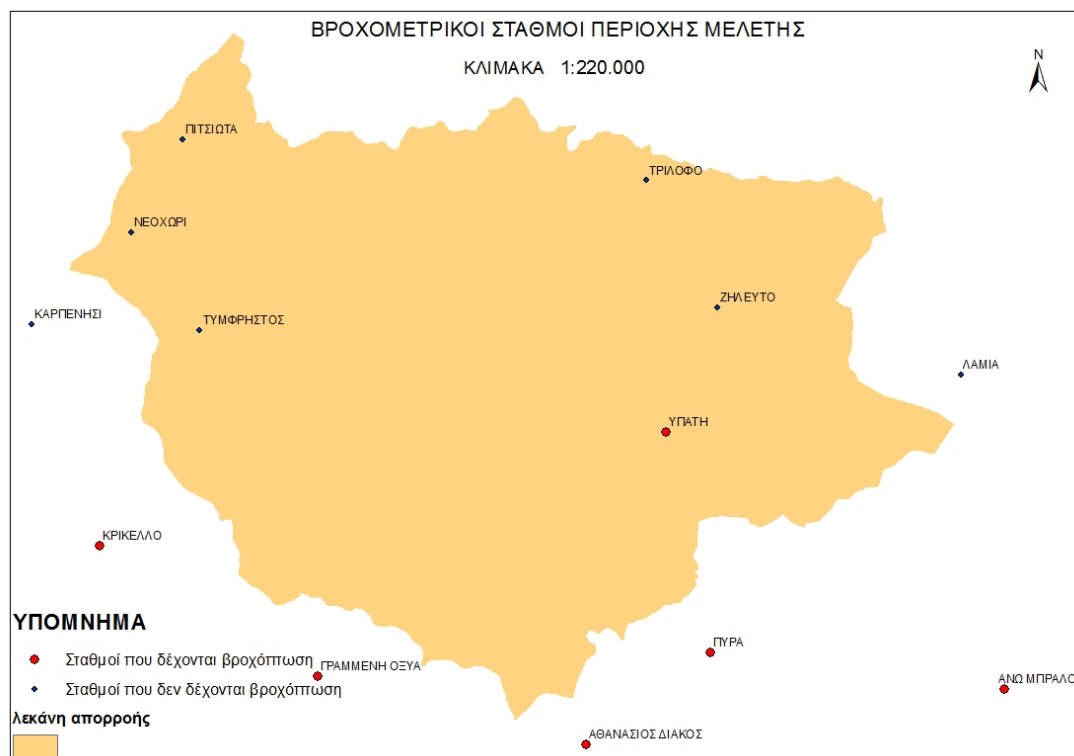 ΒΡΟΧΟΜΕΤΡΙΚΟΙ ΣΤΑΘΜΟΙ ΠΕΡΙΟΧΗΣ ΜΕΛΕΤΗΣ
ΚΛΙΜΑΚΑ 1:220.000
N
ΠΙΤΣΙΩΤΑ
ΤΡΙΛΟΦΟ
ΝΕΟΧΩΡΙ
ΖΗΛΕΥΤΟ
ΚΑΡΠΕΝΗΣΙ
ΤΥΜΦΡΗΣΤΟΣ
ΛΑΜΙΑ
ΥΠΑΤΗ
ΚΡΙΚΕΛΛΟ
ΠΥΡΑ
ΓΡΑΜΜΕΝΗ ΟΞΥΑ
ΑΝΩ ΜΠΡΑΛΟ
ΑΘΑΝΑΣΙΟΣ ΔΙΑΚΟΣ
ΥΠΟΜΝΗΜΑ
Σταθμοί που δέχονται βροχόπτωση
Σταθμοί που δεν δέχονται βροχόπτωση
λεκάνη απορροής